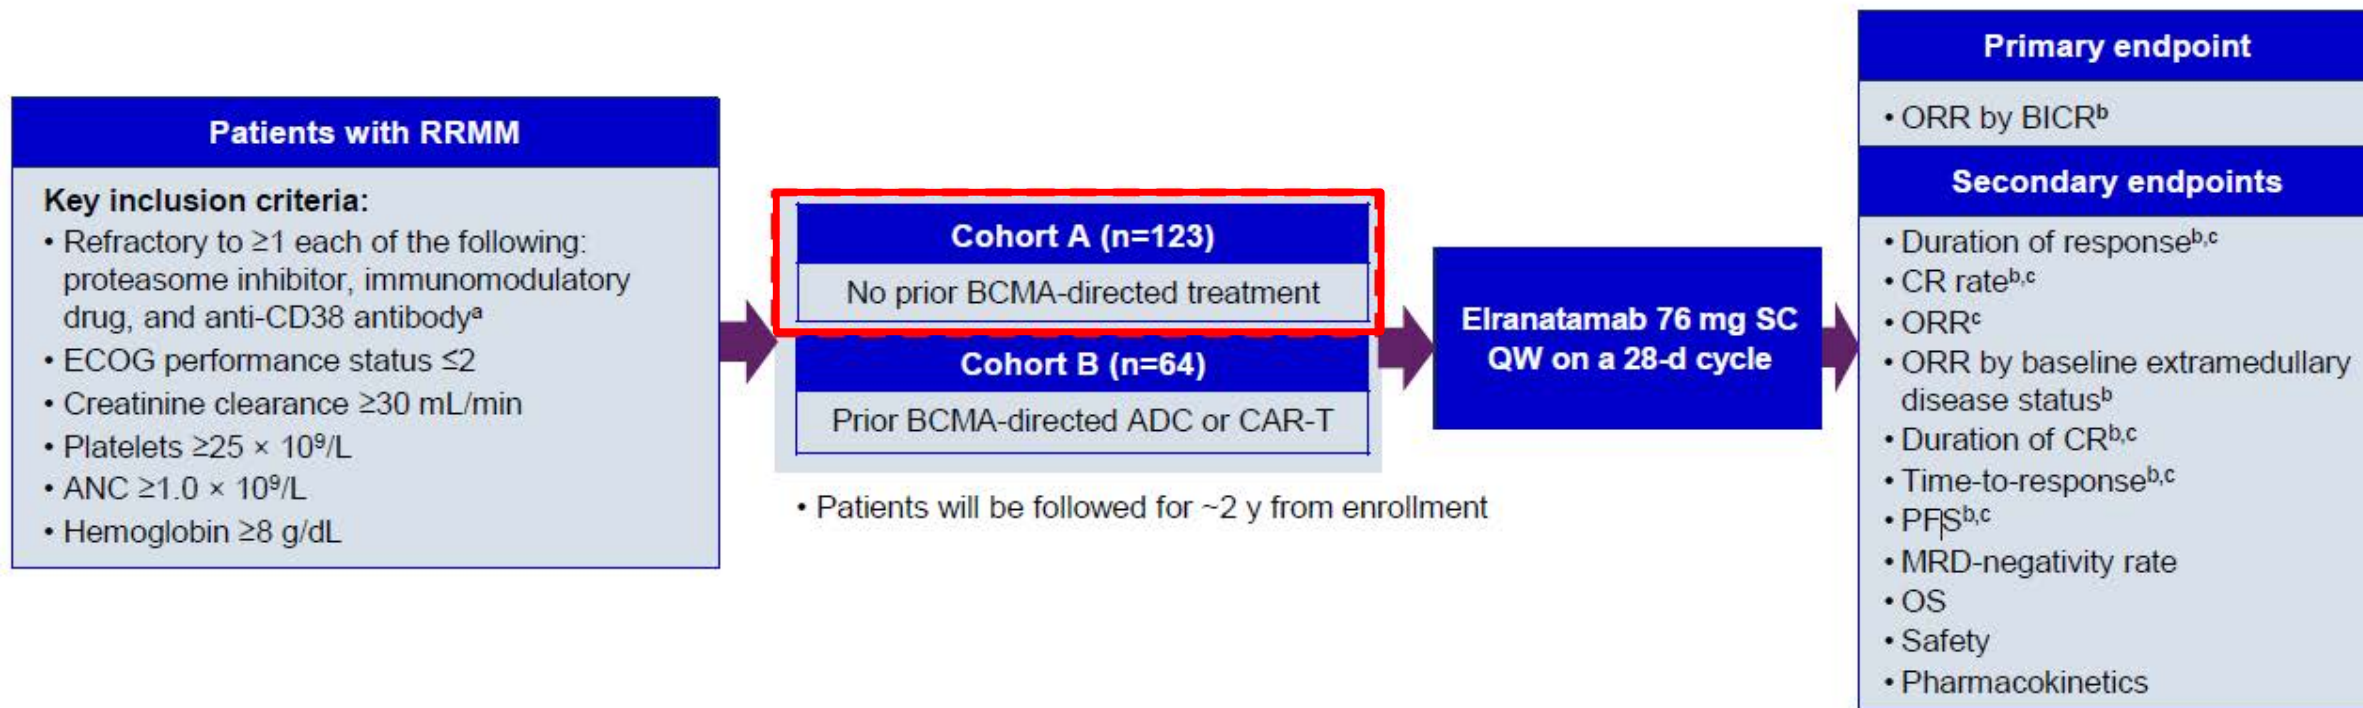 Patients with RRMM
Key inclusion criteria:
• Refractory to ≥1 each of the following:
proteasome inhibitor, immunomodulatory
drug, and anti-CD38 antibodyᵃ
• ECOG performance status ≤2
• Creatinine clearance ≥30 mL/min
• Platelets ≥25 × 10⁹/L
• ANC ≥1.0 × 10⁹/L
• Hemoglobin ≥8 g/dL
Cohort A (n=123)
No prior BCMA-directed treatment
Cohort B (n=64)
Prior BCMA-directed ADC or CAR-T
• Patients will be followed for ~2 y from enrollment
Elranatamab 76 mg SC
QW on a 28-d cycle
Primary endpoint
• ORR by BICRᵇ
Secondary endpoints
• Duration of responseᵇ,ᶜ
• CR rateᵇ,ᶜ
• ORRᶜ
• ORR by baseline extramedullary
disease statusᵇ
• Duration of CRᵇ,ᶜ
• Time-to-responseᵇ,ᶜ
• PFSᵇ,ᶜ
• MRD-negativity rate
• OS
• Safety
• Pharmacokinetics